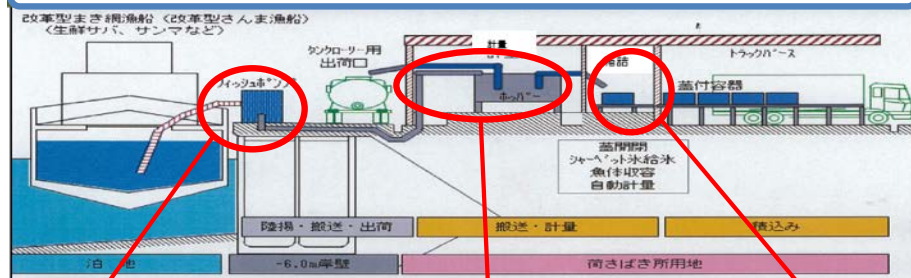 改革型まき網漁船（改革型さんま漁船）
（生鮮サバ、サンマなど）
フィッシュポンプ
タンクローリー用
出荷口
計量
ホッパー
トラックバース
蓋付容器
蓋開閉
シャーベット氷給氷
魚体収容
自動計量
陸揚・搬送・出荷
搬送・計量
積込み
泊地
-6.0m岸壁
荷さばき所用地